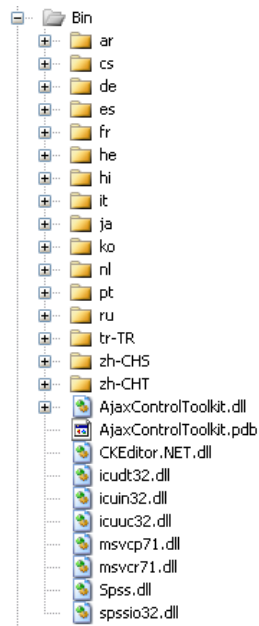 Bin
ar
cs
de
es
fr
he
hi
it
ja
ko
nl
pt
ru
tr-TR
zh-CHS
zh-CHT
AjaxControlToolkit.dll
AjaxControlToolkit.pdb
CKEditor.NET.dll
icudt32.dll
icuin32.dll
icuuc32.dll
msvcp71.dll
msvcr71.dll
Spss.dll
spssio32.dll